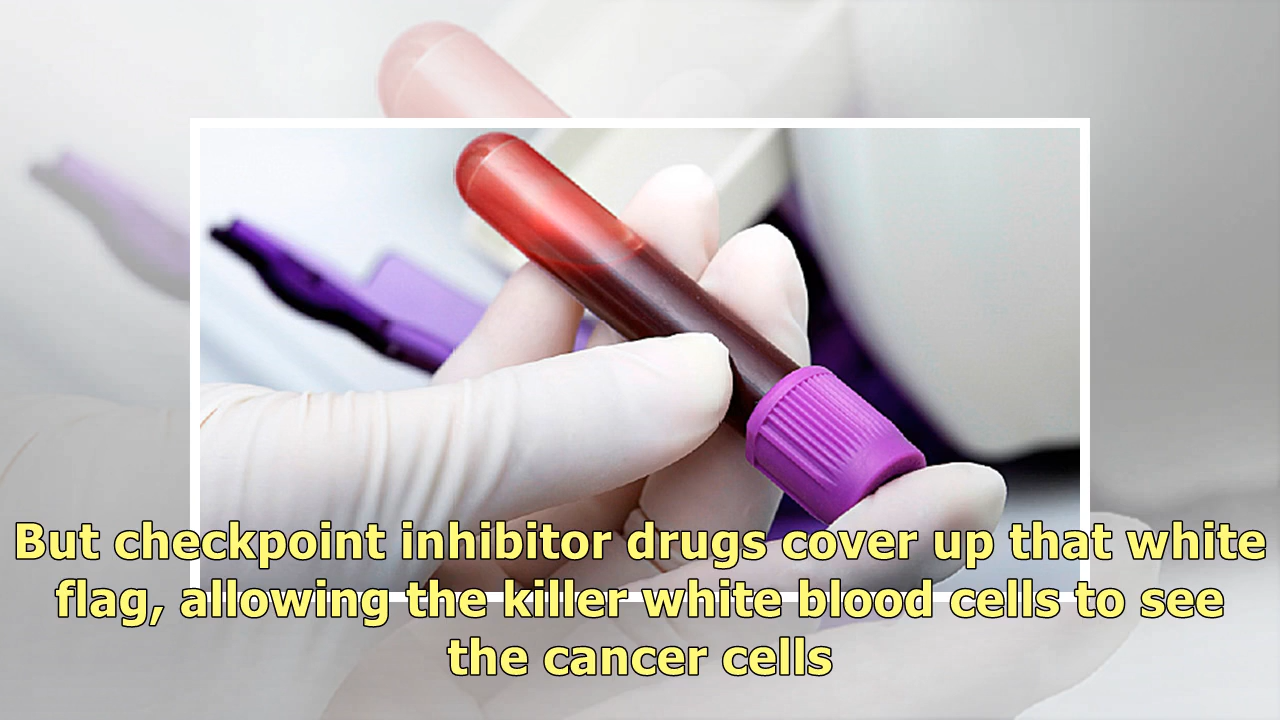 But checkpoint inhibitor drugs cover up that white
flag, allowing the killer white blood cells to see
the cancer cells